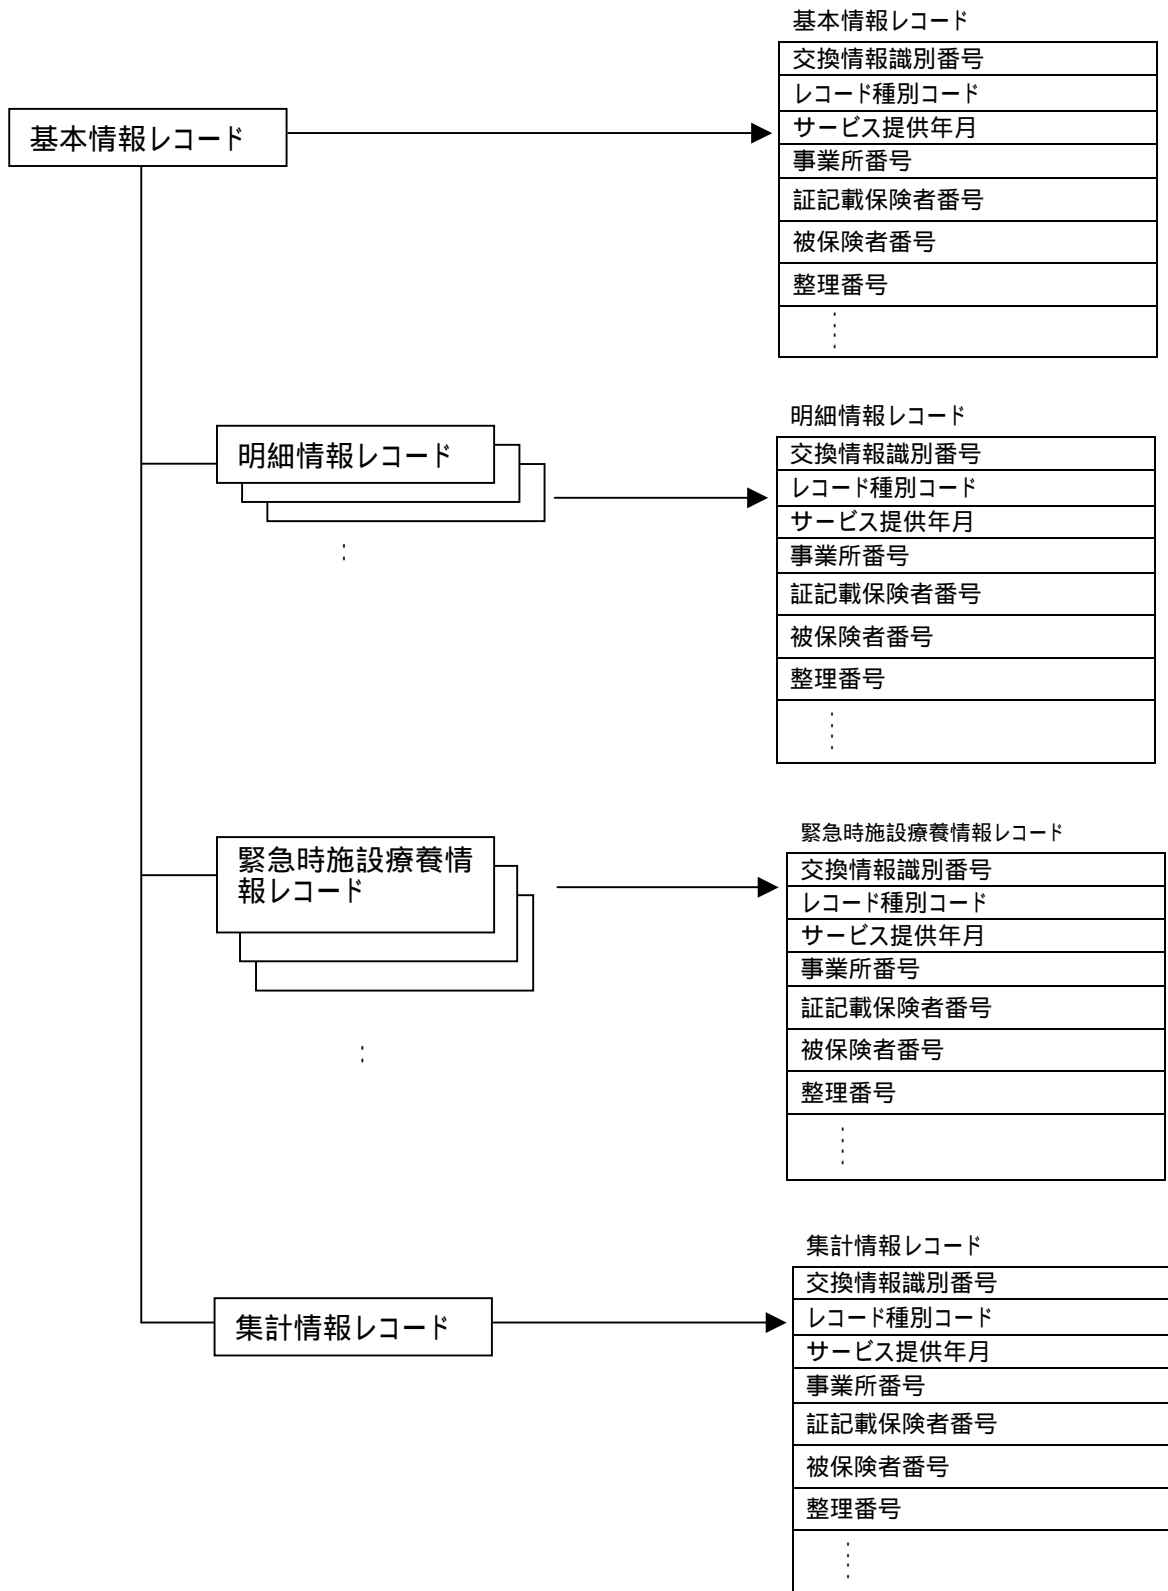 基本情報レコード
基本情報レコード
交換情報識別番号
レコード種別コード
サービス提供年月
事業所番号
証記載保険者番号
被保険者番号
整理番号
明細情報レコード
明細情報レコード
交換情報識別番号
レコード種別コード
サービス提供年月
事業所番号
証記載保険者番号
被保険者番号
整理番号
緊急時施設療養情
報レコード
緊急時施設療養情報レコード
交換情報識別番号
レコード種別コード
サービス提供年月
事業所番号
証記載保険者番号
被保険者番号
整理番号
集計情報レコード
集計情報レコード
交換情報識別番号
レコード種別コード
サービス提供年月
事業所番号
証記載保険者番号
被保険者番号
整理番号